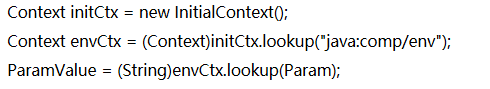 Context initCtx = new InitialContext();
Context envCtx = (Context)initCtx.lookup("java:comp/env");
ParamValue = (String)envCtx.lookup(Param);